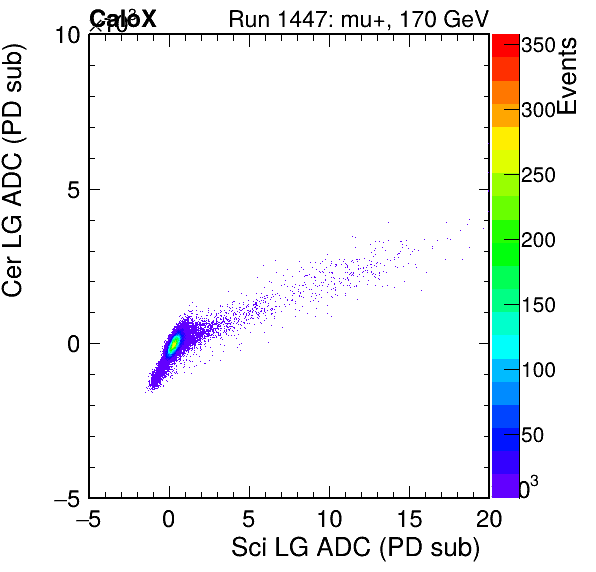 CaloX
×10³
Run 1447: mu+, 170 GeV
Cer LG ADC (PD sub)
10
5
0
−5
−5 0 5 10 15 20
Sci LG ADC (PD sub)
Events
350
300
250
200
150
100
50
0